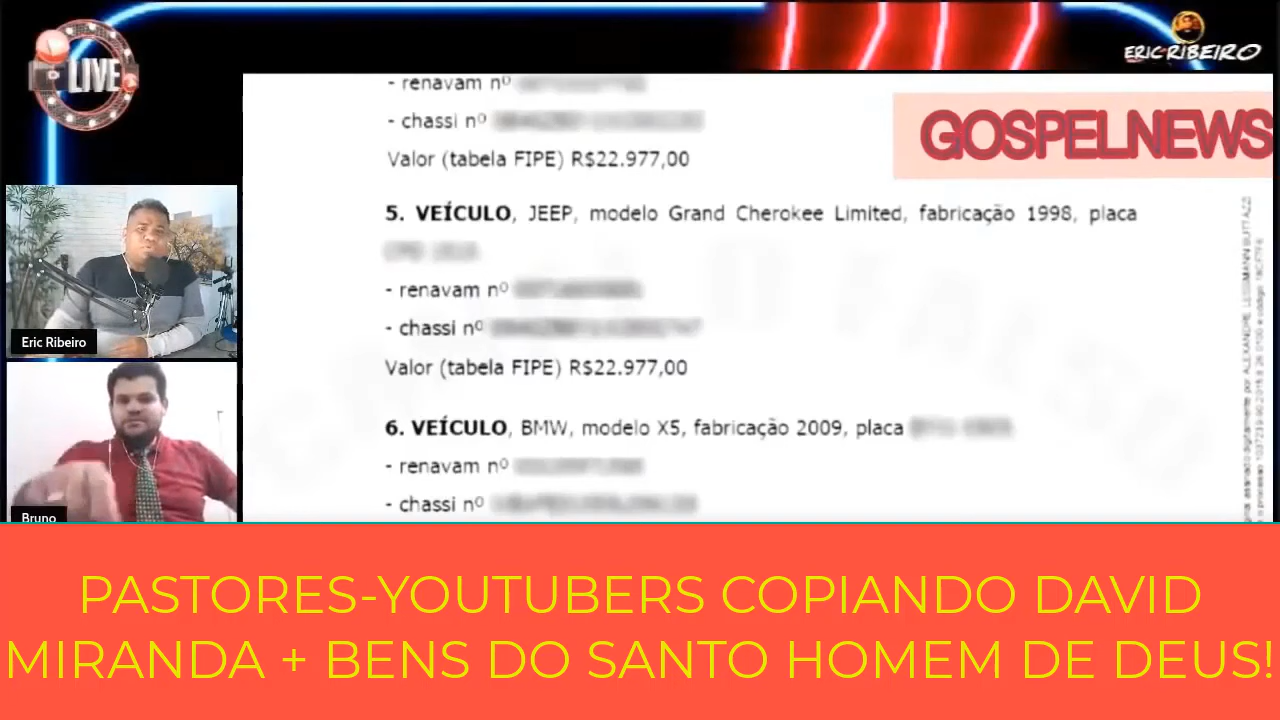 LIVE
ERIC RIBEIRO
- renavam nº
- chassi nº
Valor (tabela FIPE) R$22.977,00
GOSPELNEWS
5. VEÍCULO, JEEP, modelo Grand Cherokee Limited, fabricação 1998, placa
- renavam nº
- chassi nº
Valor (tabela FIPE) R$22.977,00
6. VEÍCULO, BMW, modelo X5, fabricação 2009, placa
- renavam nº
- chassi nº
Eric Ribeiro
Bruno
PASTORES-YOUTUBERS COPIANDO DAVID
MIRANDA + BENS DO SANTO HOMEM DE DEUS!